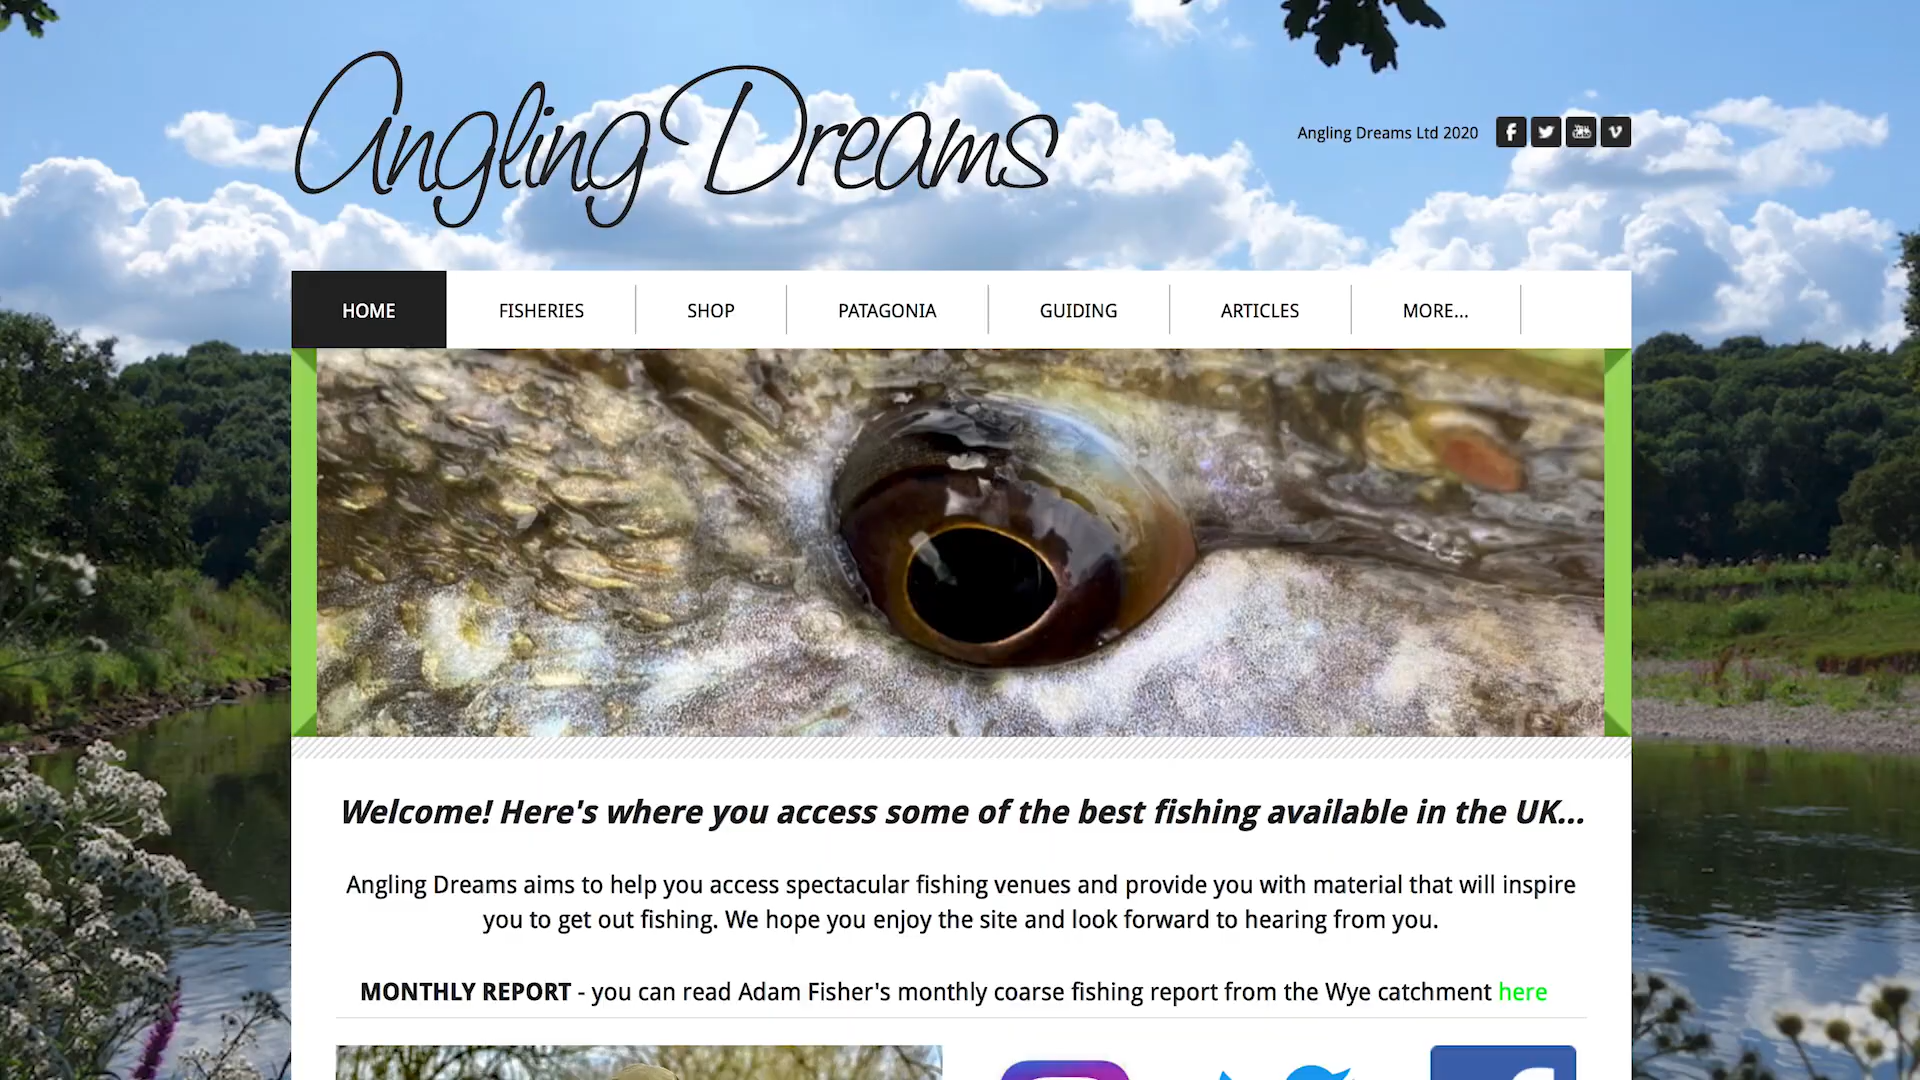 Angling Dreams
Angling Dreams Ltd 2020
HOME FISHERIES SHOP PATAGONIA GUIDING ARTICLES MORE...
Welcome! Here's where you access some of the best fishing available in the UK...
Angling Dreams aims to help you access spectacular fishing venues and provide you with material that will inspire
you to get out fishing. We hope you enjoy the site and look forward to hearing from you.
MONTHLY REPORT - you can read Adam Fisher's monthly coarse fishing report from the Wye catchment here